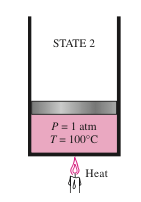 STATE 2
P = 1 atm
T = 100°C
Heat